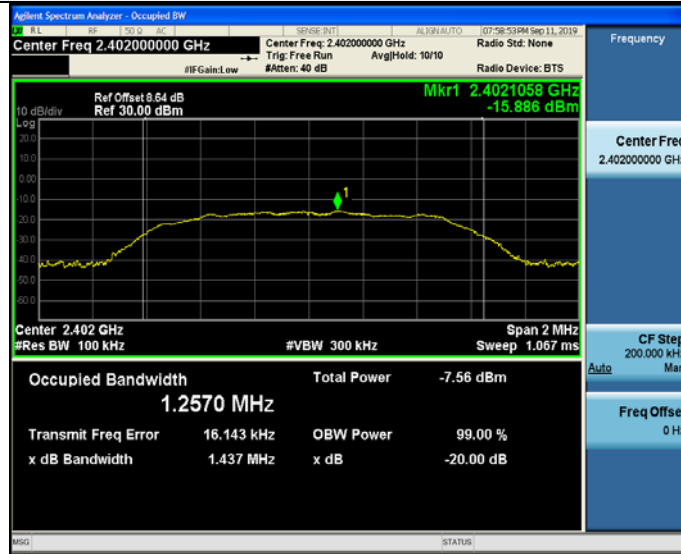 Agilent Spectrum Analyzer - Occupied BW
RL RF 50 Ω AC SENSE:INT ALIGNAUTO 07:58:53PM Sep 11, 2019
Center Freq 2.402000000 GHz
Center Freq: 2.402000000 GHz
Radio Std: None
Trig: Free Run Avg|Hold: 10/10
#IFGain:Low
#Atten: 40 dB
Radio Device: BTS
Mkr1 2.4021058 GHz
-15.886 dBm
Ref Offset 8.64 dB
10 dB/div Ref 30.00 dBm
Log
20.0
10.0
0.00
-10.0
1
-20.0
-30.0
-40.0
-50.0
-60.0
Center 2.402 GHz Span 2 MHz
#Res BW 100 kHz #VBW 300 kHz Sweep 1.067 ms
Occupied Bandwidth Total Power -7.56 dBm
1.2570 MHz
Transmit Freq Error 16.143 kHz OBW Power 99.00 %
x dB Bandwidth 1.437 MHz x dB -20.00 dB
MSG STATUS
Frequency
Center Fre
2.402000000 GH
CF Step
200.000 kH
Auto Ma
Freq Offse
0 H